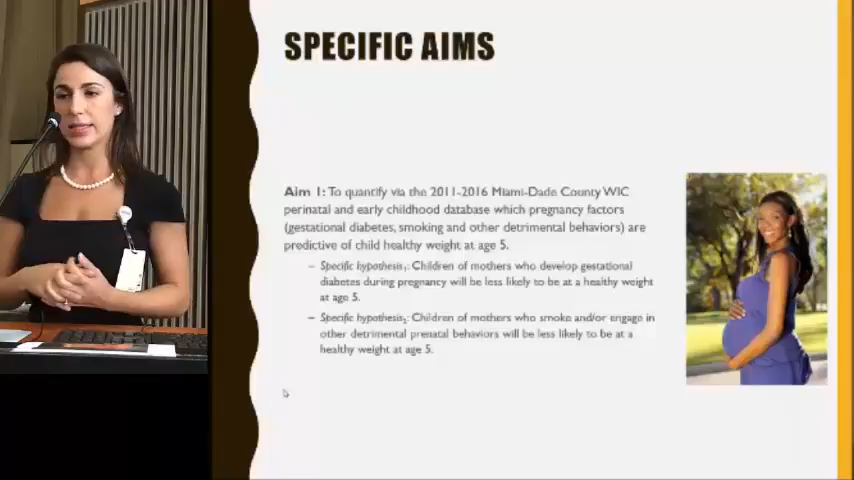 SPECIFIC AIMS
Aim 1: To quantify via the 2011-2016 Miami-Dade County WIC
perinatal and early childhood database which pregnancy factors
(gestational diabetes, smoking and other detrimental behaviors) are
predictive of child healthy weight at age 5.
– Specific hypothesis₁: Children of mothers who develop gestational
diabetes during pregnancy will be less likely to be at a healthy weight
at age 5.
– Specific hypothesis₂: Children of mothers who smoke and/or engage in
other detrimental prenatal behaviors will be less likely to be at a
healthy weight at age 5.